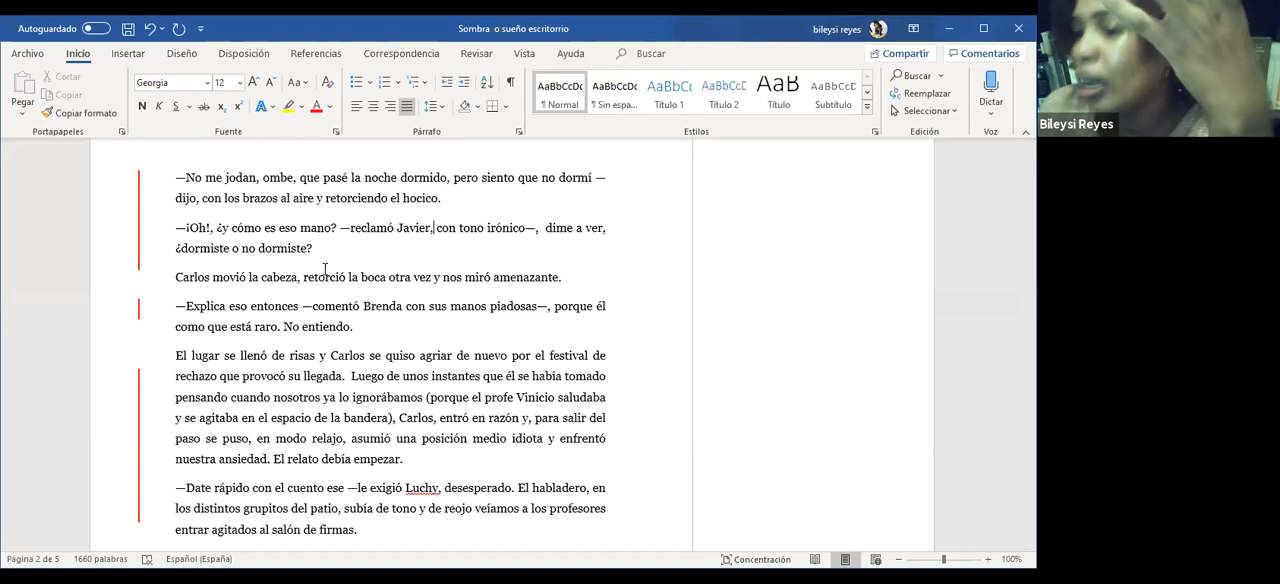 Autoguardado
Sombra o sueño escritorrio
bileysi reyes
Archivo Inicio Insertar Diseño Disposición Referencias Correspondencia Revisar Vista Ayuda Buscar Compartir Comentarios
Pegar
Cortar
Copiar
Copiar formato
Portapapeles
Georgia 12
Fuente
Párrafo
AaBbCcDc AaBbCcDc AaBbC AaBbCcD AaB AaBbCcD
¶ Normal ¶ Sin espa... Título 1 Título 2 Título Subtítulo
Estilos
Buscar
Reemplazar
Seleccionar
Edición
Dictar
Voz
Bileysi Reyes
—No me jodan, ombe, que pasé la noche dormido, pero siento que no dormí —
dijo, con los brazos al aire y retorciendo el hocico.
—¡Oh!, ¿y cómo es eso mano? —reclamó Javier, con tono irónico—, dime a ver,
¿dormiste o no dormiste?
Carlos movió la cabeza, retorció la boca otra vez y nos miró amenazante.
—Explica eso entonces —comentó Brenda con sus manos piadosas—, porque él
como que está raro. No entiendo.
El lugar se llenó de risas y Carlos se quiso agriar de nuevo por el festival de
rechazo que provocó su llegada. Luego de unos instantes que él se había tomado
pensando cuando nosotros ya lo ignorábamos (porque el profe Vinicio saludaba
y se agitaba en el espacio de la bandera), Carlos, entró en razón y, para salir del
paso se puso, en modo relajo, asumió una posición medio idiota y enfrentó
nuestra ansiedad. El relato debía empezar.
—Date rápido con el cuento ese —le exigió Luchy, desesperado. El habladero, en
los distintos grupitos del patio, subía de tono y de reojo veíamos a los profesores
entrar agitados al salón de firmas.
Página 2 de 5 1660 palabras Español (España) Concentración 100%